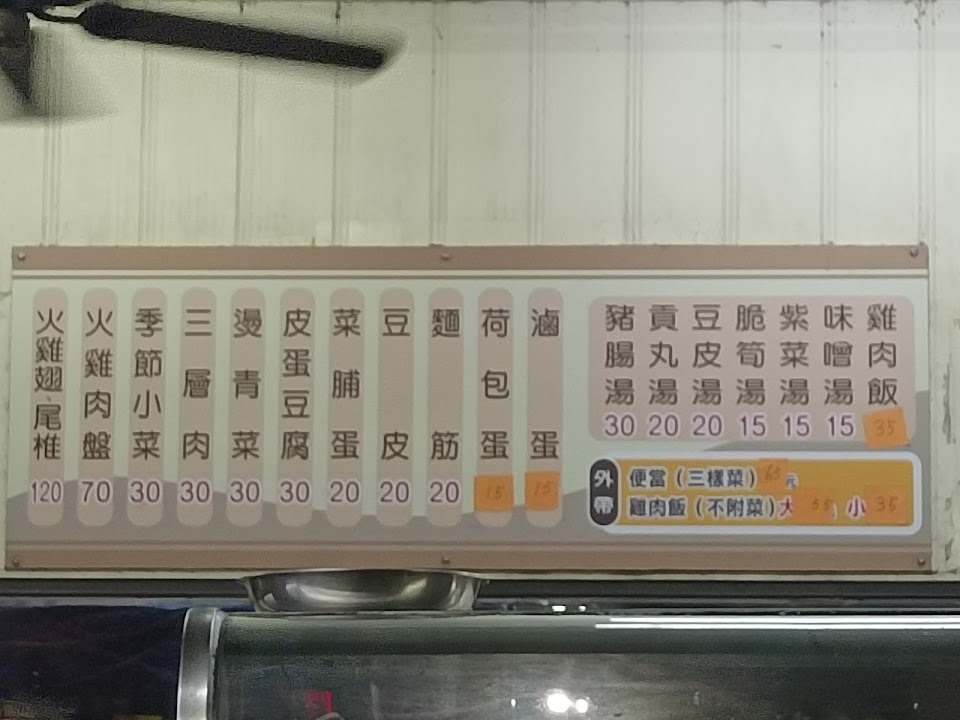 雞肉飯 35
味噌湯 15
紫菜湯 15
脆筍湯 15
豆皮湯 20
貢丸湯 20
豬腸湯 30
外帶
便當(三樣菜)65元
雞肉飯(不附菜)大55、小35
滷蛋 15
荷包蛋 15
麵筋 20
豆皮 20
菜脯蛋 20
皮蛋豆腐 30
燙青菜 30
三層肉 30
季節小菜 30
火雞肉盤 70
火雞翅、尾椎 120